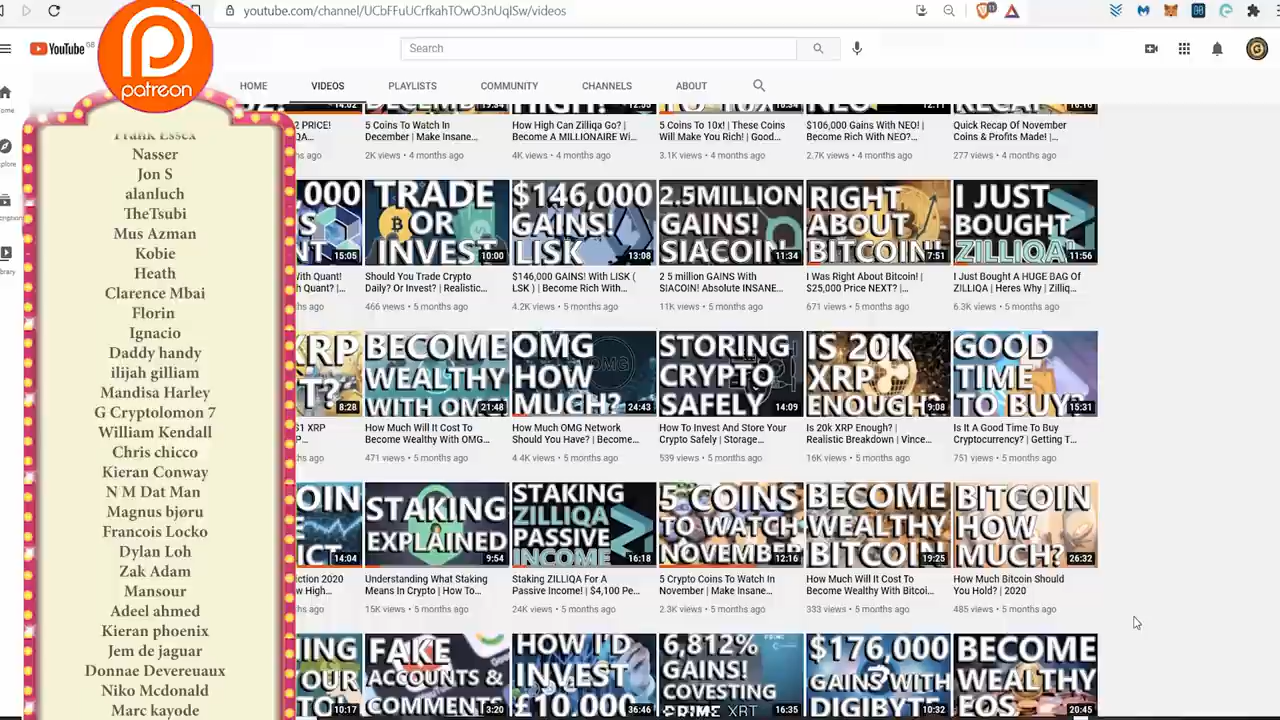 youtube.com/channel/UCbFFuUCrfkahTOwO3nUqISw/videos
YouTube GB
Search
patreon
HOME VIDEOS PLAYLISTS COMMUNITY CHANNELS ABOUT
Frank Essex
Nasser
Jon S
alanluch
TheTsubi
Mus Azman
Kobie
Heath
Clarence Mbai
Florin
Ignacio
Daddy handy
ilijah gilliam
Mandisa Harley
G Cryptolomon 7
William Kendall
Chris chicco
Kieran Conway
N M Dat Man
Magnus bjøru
Francois Locko
Dylan Loh
Zak Adam
Mansour
Adeel ahmed
Kieran phoenix
Jem de jaguar
Donnae Devereuaux
Niko Mcdonald
Marc kayode
5 Coins To Watch In
December | Make Insane...
2K views • 4 months ago
How High Can Zilliqa Go? |
Become A MILLIONAIRE Wi...
4K views • 4 months ago
5 Coins To 10x! | These Coins
Will Make You Rich! | Good...
3.1K views • 4 months ago
$106,000 Gains With NEO! |
Become Rich With NEO?...
2.7K views • 4 months ago
Quick Recap Of November
Coins & Profits Made! |...
277 views • 4 months ago
15:05
TRADE
OR
INVEST
10:00
$146,000
GAINS!
LISK
13:08
2.5MILLION
GAINS!
SIACOIN
11:34
RIGHT
ABOUT
BITCOIN!
7:51
I JUST
BOUGHT
ZILLIQA!
11:56
With Quant!
h Quant? |...
hs ago
Should You Trade Crypto
Daily? Or Invest? | Realistic...
466 views • 5 months ago
$146,000 GAINS! With LISK (
LSK ) | Become Rich With...
4.2K views • 5 months ago
2 5 million GAINS With
SIACOIN! Absolute INSANE...
11K views • 5 months ago
I Was Right About Bitcoin! |
$25,000 Price NEXT? |...
671 views • 5 months ago
I Just Bought A HUGE BAG Of
ZILLIQA | Heres Why | Zilliq...
6.3K views • 5 months ago
XRP
8:28
BECOME
WEALTHY
WITH OMG
21:48
OMG
HOW
MUCH?
24:43
STORING
CRYPTO
SAFELY
14:09
IS 20K
XRP
ENOUGH?
9:08
GOOD
TIME
TO BUY?
15:31
$1 XRP
hs ago
How Much Will It Cost To
Become Wealthy With OMG...
471 views • 5 months ago
How Much OMG Network
Should You Have? | Become...
4.4K views • 5 months ago
How To Invest And Store Your
Crypto Safely | Storage...
539 views • 5 months ago
Is 20k XRP Enough? |
Realistic Breakdown | Vince...
16K views • 5 months ago
Is It A Good Time To Buy
Cryptocurrency? | Getting T...
751 views • 5 months ago
14:04
STAKING
EXPLAINED
9:54
STAKING
ZILLIQA
PASSIVE
INCOME
16:18
5 COINS
TO WATCH
NOVEMBER
12:16
BECOME
WEALTHY
BITCOIN
19:25
BITCOIN
HOW
MUCH?
26:32
iction 2020
w High...
hs ago
Understanding What Staking
Means In Crypto | How To...
15K views • 5 months ago
Staking ZILLIQA For A
Passive Income! | $4,100 Pe...
24K views • 5 months ago
5 Crypto Coins To Watch In
November | Make Insane...
2.3K views • 5 months ago
How Much Will It Cost To
Become Wealthy With Bitcoi...
333 views • 5 months ago
How Much Bitcoin Should
You Hold? | 2020
485 views • 5 months ago
10:17
FAKE
ACCOUNTS &
COMMENTS
3:20
HOW I'D
INVEST
£10,000
36:46
6,812%
GAINS!
COVESTING
PRIME XRT
16:35
$176,000
GAINS WITH
DIGIBYTE
10:32
BECOME
WEALTHY
EOS
20:45